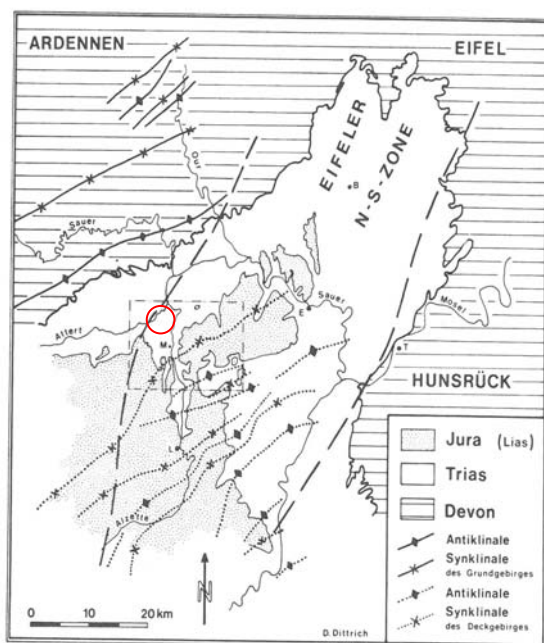 ARDENNEN
EIFEL
EIFELER
N-S-ZONE
Our
B
Sauer
Sauer
E
Mosel
Attert
M
T
HUNSRÜCK
L
Alzette
N
0 10 20 km
Jura (Lias)
Trias
Devon
Antiklinale
Synklinale
des Grundgebirges
Antiklinale
Synklinale
des Deckgebirges
D. Dittrich